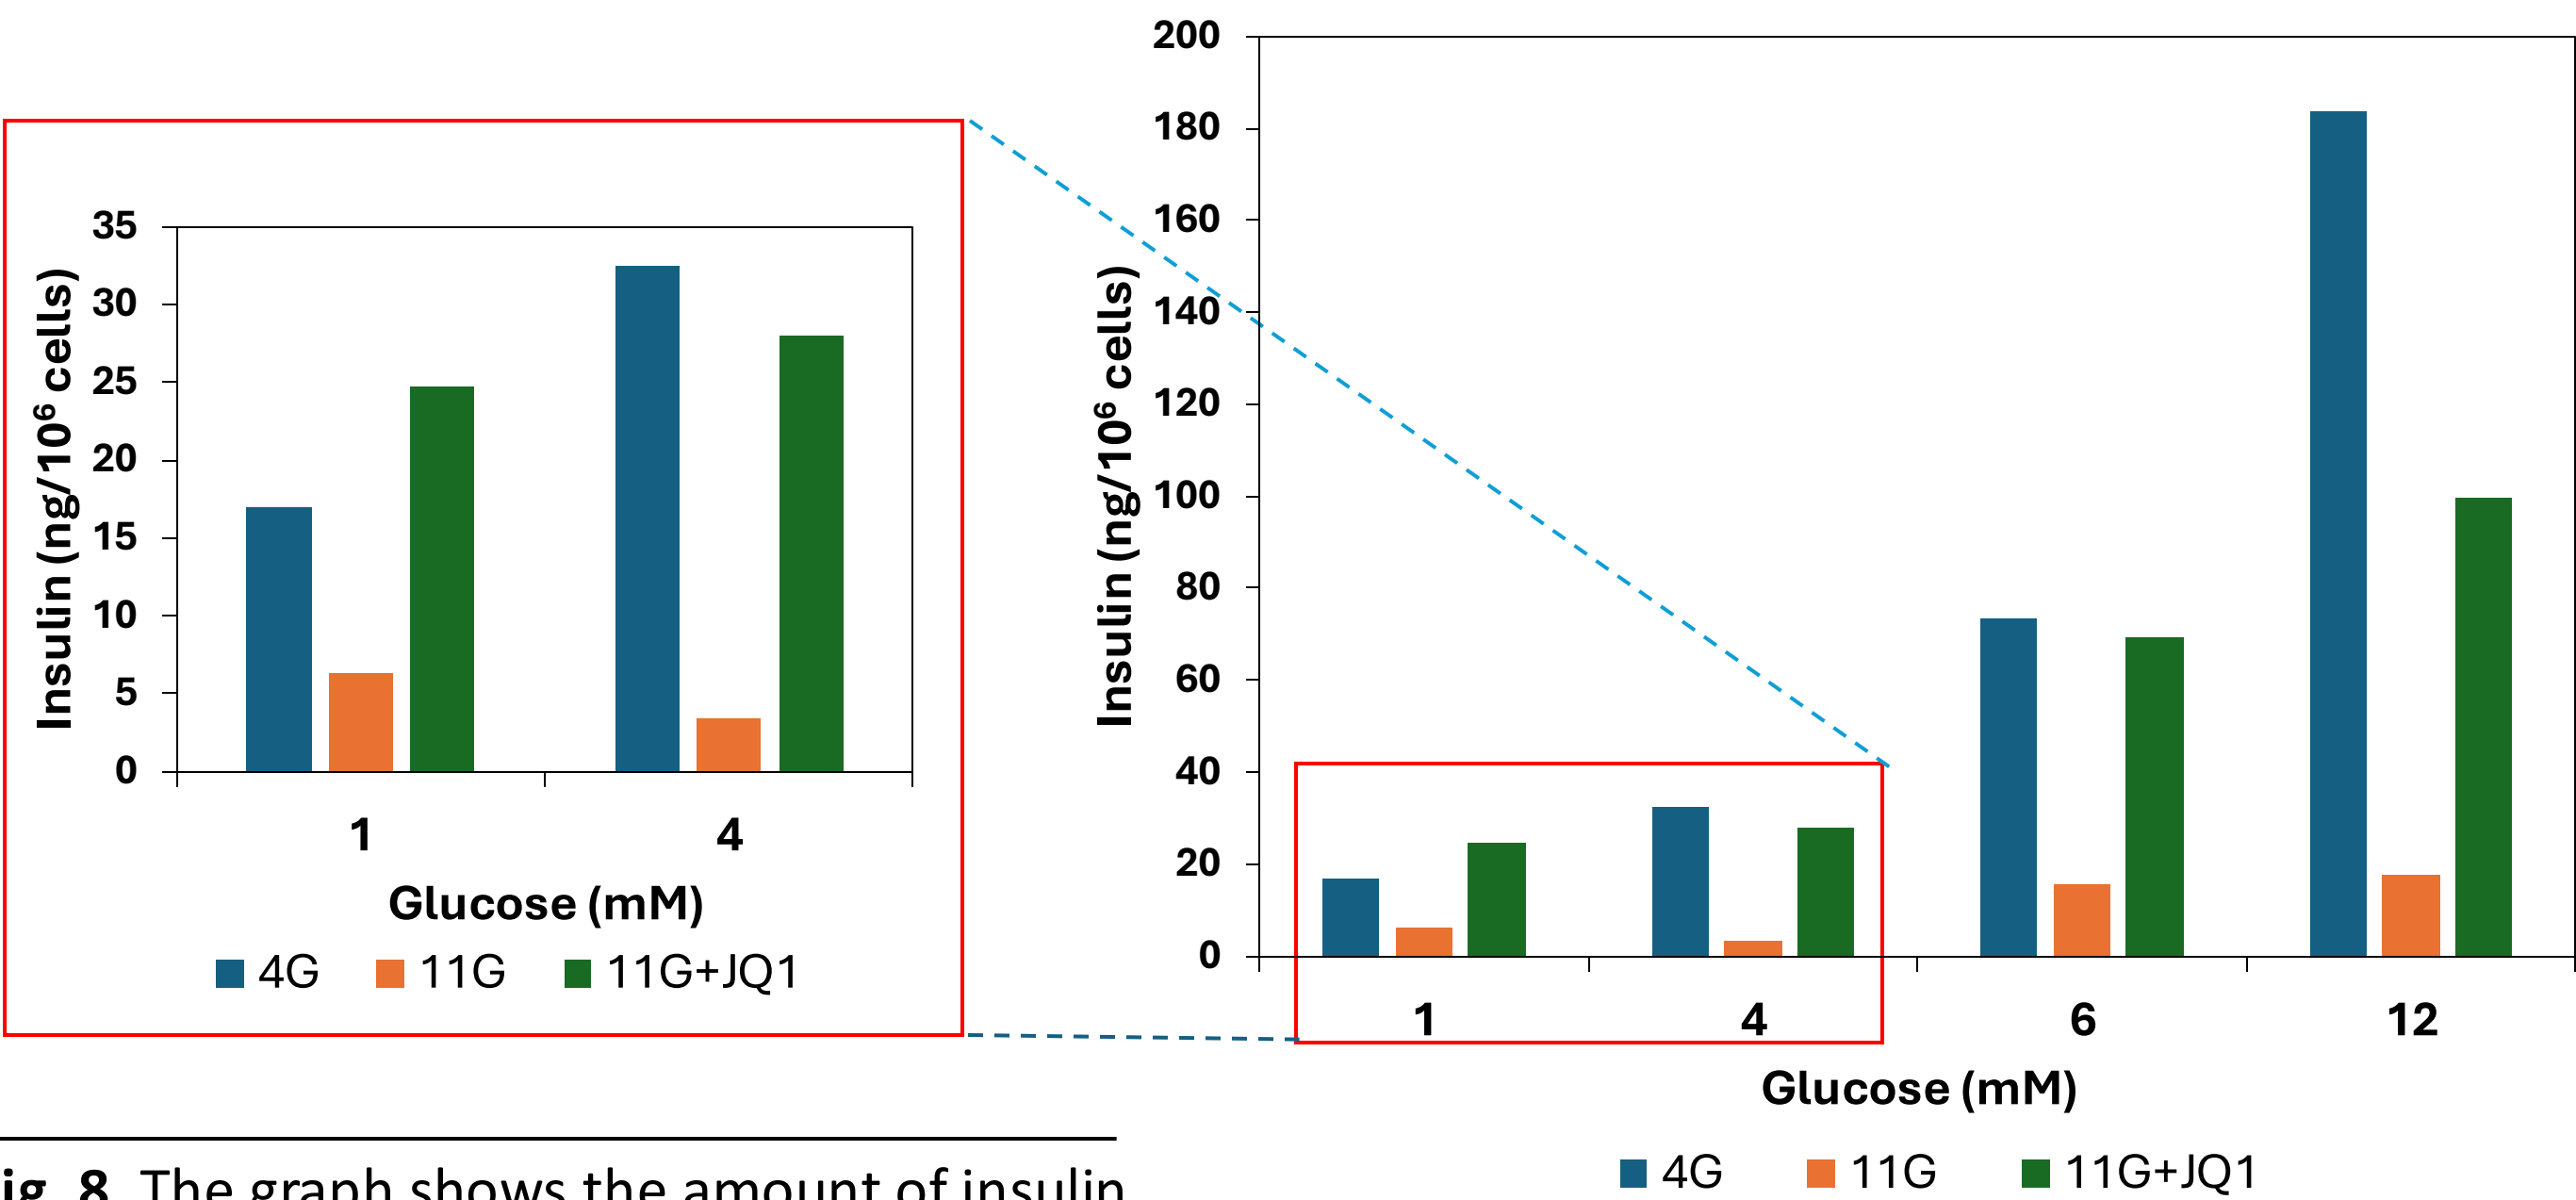 35
30
25
20
15
10
5
0
Insulin (ng/10⁶ cells)
1 4
Glucose (mM)
4G 11G 11G+JQ1
200
180
160
140
120
100
80
60
40
20
0
Insulin (ng/10⁶ cells)
1 4 6 12
Glucose (mM)
4G 11G 11G+JQ1
ig. 8 The graph shows the amount of insulin